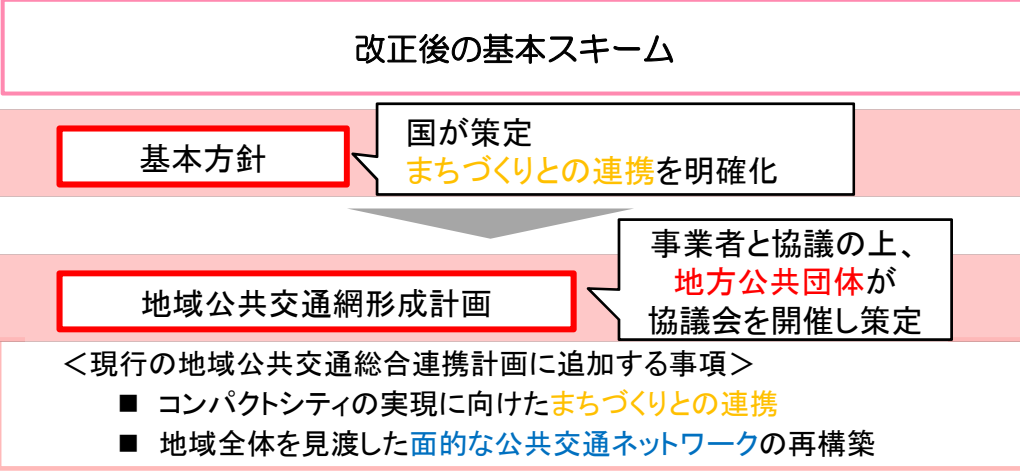 改正後の基本スキーム
基本方針
国が策定
まちづくりとの連携を明確化
地域公共交通網形成計画
事業者と協議の上、
地方公共団体が
協議会を開催し策定
＜現行の地域公共交通総合連携計画に追加する事項＞
■ コンパクトシティの実現に向けたまちづくりとの連携
■ 地域全体を見渡した面的な公共交通ネットワークの再構築